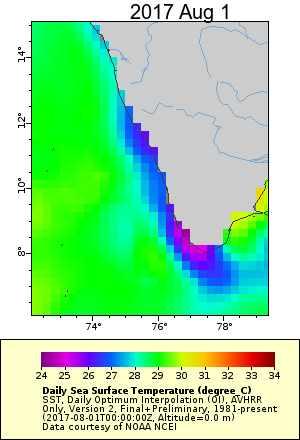 2017 Aug 1
14°
12°
10°
8°
74° 76° 78°
24 25 26 27 28 29 30 31 32 33 34
Daily Sea Surface Temperature (degree_C)
SST, Daily Optimum Interpolation (OI), AVHRR
Only, Version 2, Final+Preliminary, 1981-present
(2017-08-01T00:00:00Z, Altitude=0.0 m)
Data courtesy of NOAA NCEI